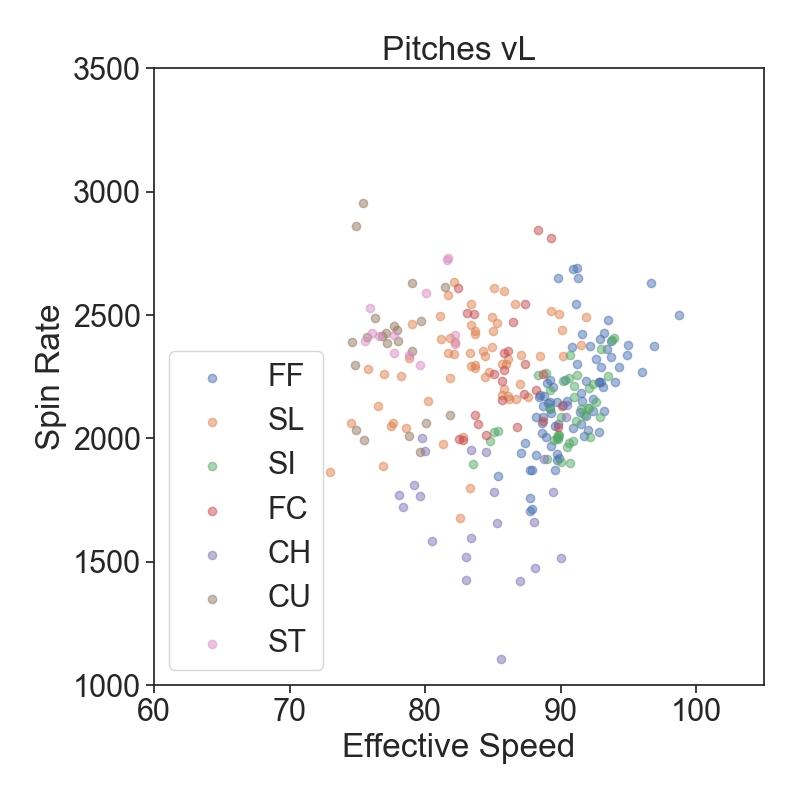 Pitches vL
3500
3000
2500
2000
1500
1000
Spin Rate
FF
SL
SI
FC
CH
CU
ST
60 70 80 90 100
Effective Speed